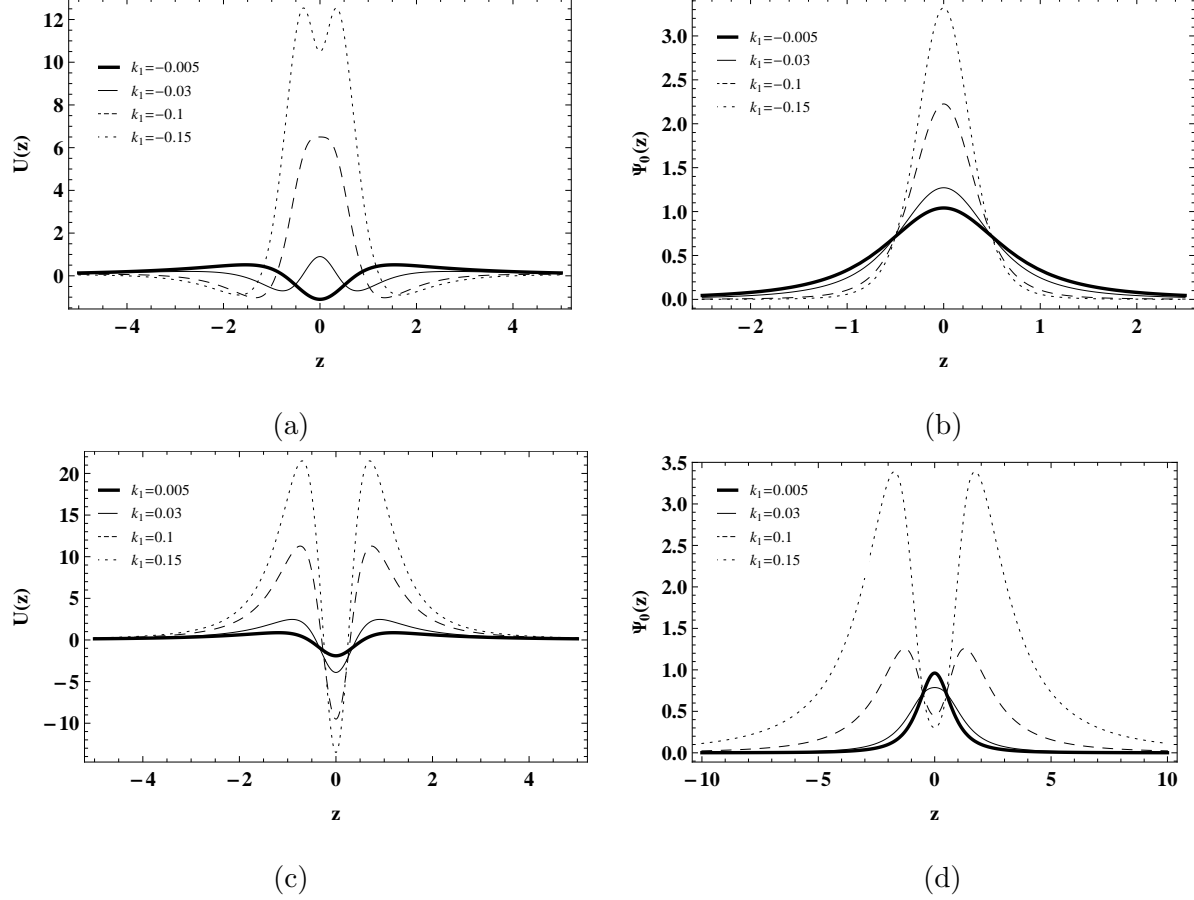 12
10
8
6
4
2
0
U(z)
k₁=−0.005
k₁=−0.03
k₁=−0.1
k₁=−0.15
−4 −2 0 2 4
z
(a)
3.0
2.5
2.0
1.5
1.0
0.5
0.0
Ψ₀(z)
k₁=−0.005
k₁=−0.03
k₁=−0.1
k₁=−0.15
−2 −1 0 1 2
z
(b)
20
15
10
5
0
−5
−10
U(z)
k₁=0.005
k₁=0.03
k₁=0.1
k₁=0.15
−4 −2 0 2 4
z
(c)
3.5
3.0
2.5
2.0
1.5
1.0
0.5
0.0
Ψ₀(z)
k₁=0.005
k₁=0.03
k₁=0.1
k₁=0.15
−10 −5 0 5 10
z
(d)